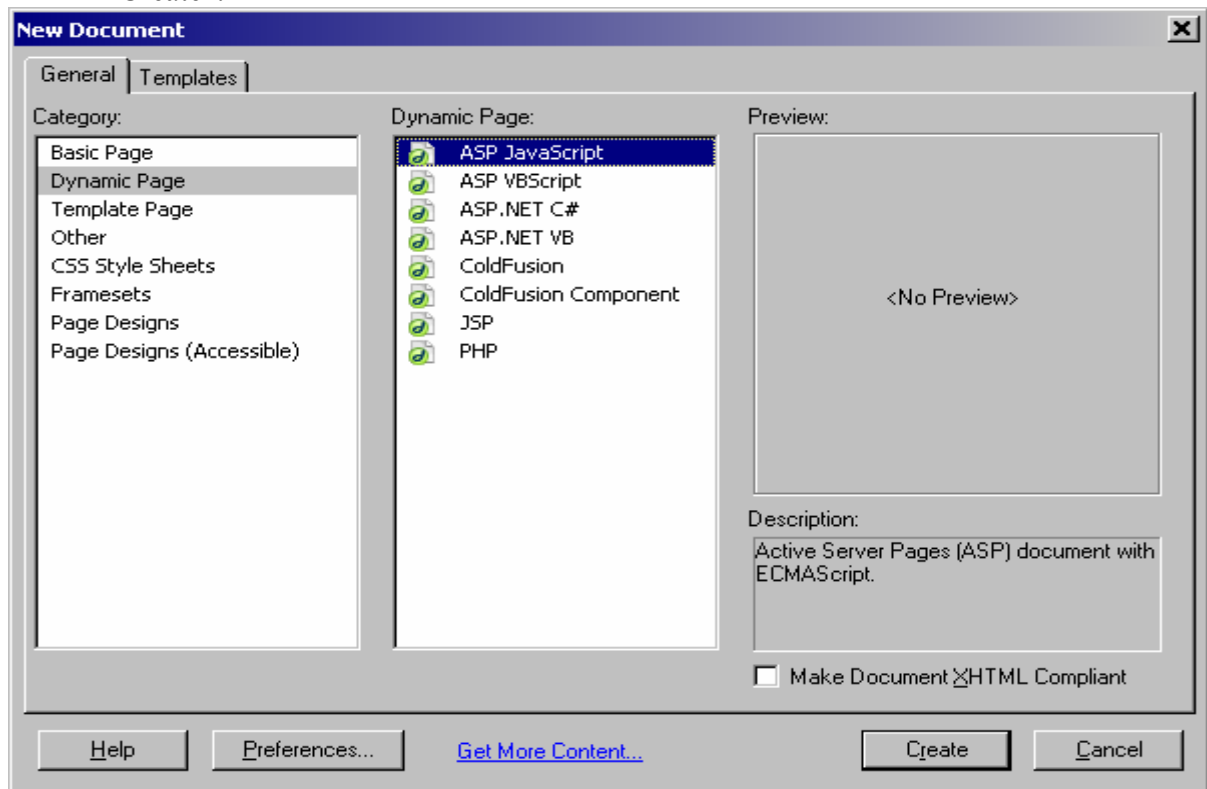 New Document
General
Templates
Category:
Basic Page
Dynamic Page
Template Page
Other
CSS Style Sheets
Framesets
Page Designs
Page Designs (Accessible)
Dynamic Page:
ASP JavaScript
ASP VBScript
ASP.NET C#
ASP.NET VB
ColdFusion
ColdFusion Component
JSP
PHP
Preview:
<No Preview>
Description:
Active Server Pages (ASP) document with
ECMAScript.
Make Document XHTML Compliant
Help
Preferences...
Get More Content...
Create
Cancel